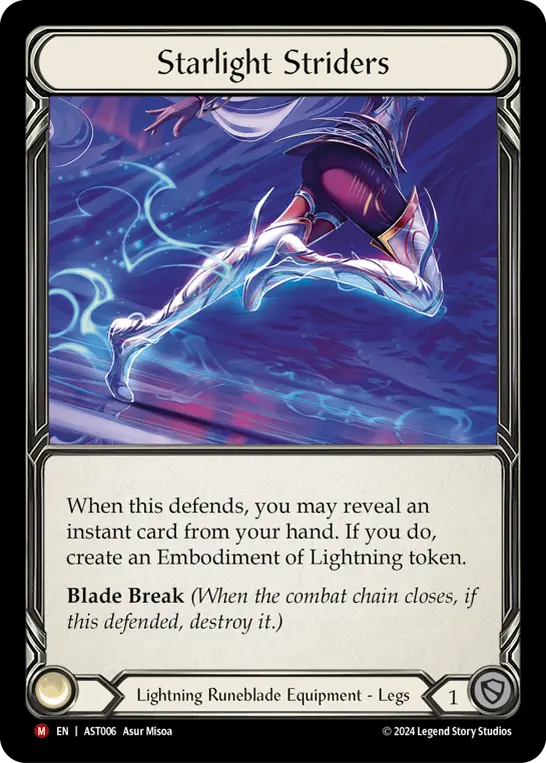 Starlight Striders
When this defends, you may reveal an
instant card from your hand. If you do,
create an Embodiment of Lightning token.
Blade Break (When the combat chain closes, if
this defended, destroy it.)
Lightning Runeblade Equipment - Legs
1
M EN | AST006 Asur Misoa
© 2024 Legend Story Studios